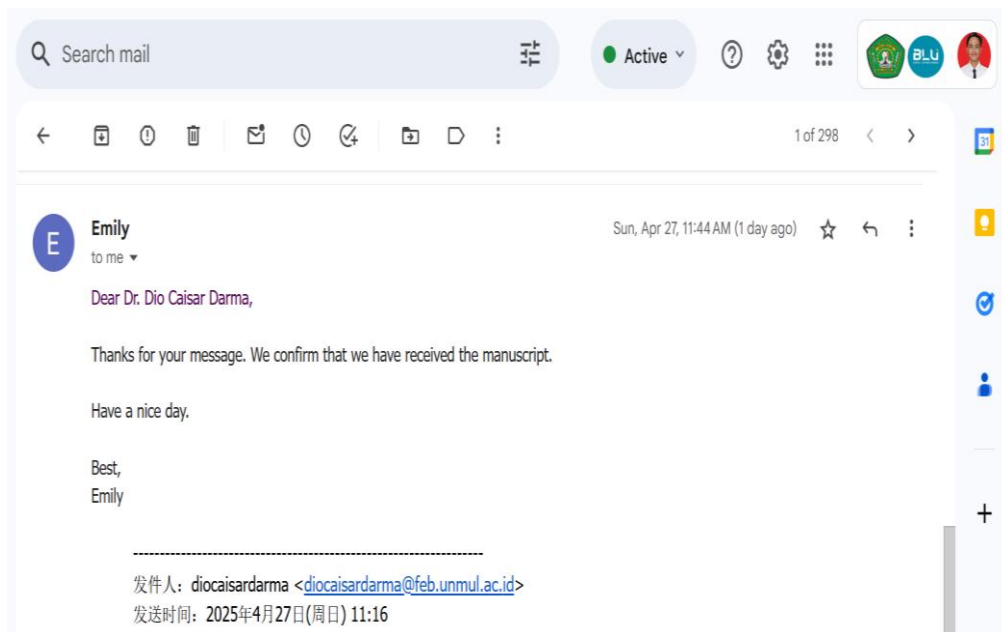 Search mail
Active
BLU
1 of 298
31
Emily
Sun, Apr 27, 11:44 AM (1 day ago)
E
to me
Dear Dr. Dio Caisar Darma,
Thanks for your message. We confirm that we have received the manuscript.
Have a nice day.
Best,
Emily
------------------------------------------------------------------
发件人：diocaisardarma <diocaisardarma@feb.unmul.ac.id>
发送时间：2025年4月27日(周日) 11:16